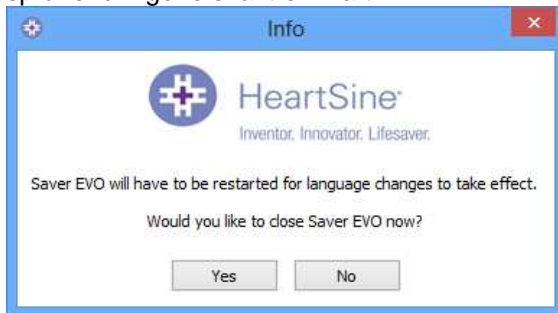 Info
HeartSine
Inventor. Innovator. Lifesaver.
Saver EVO will have to be restarted for language changes to take effect.
Would you like to close Saver EVO now?
Yes No